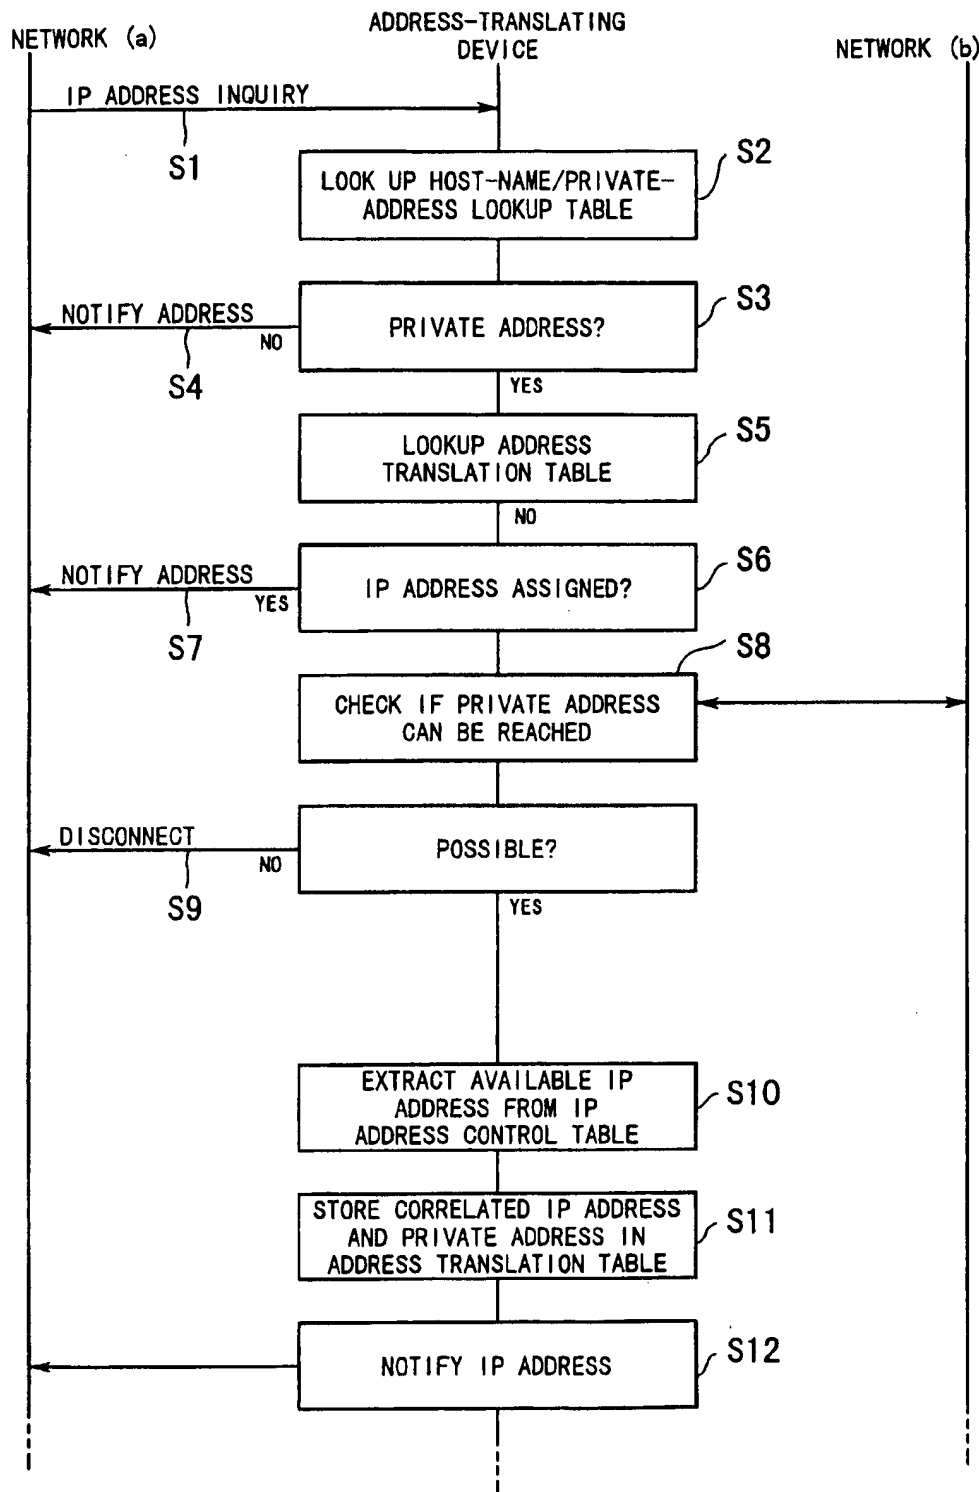 NETWORK (a)
ADDRESS-TRANSLATING
DEVICE
NETWORK (b)
IP ADDRESS INQUIRY
S1
S2
LOOK UP HOST-NAME/PRIVATE-
ADDRESS LOOKUP TABLE
S3
NOTIFY ADDRESS
NO
PRIVATE ADDRESS?
S4
YES
S5
LOOKUP ADDRESS
TRANSLATION TABLE
NO
S6
NOTIFY ADDRESS
YES
IP ADDRESS ASSIGNED?
S7
S8
CHECK IF PRIVATE ADDRESS
CAN BE REACHED
DISCONNECT
NO
POSSIBLE?
S9
YES
EXTRACT AVAILABLE IP
ADDRESS FROM IP
ADDRESS CONTROL TABLE
S10
STORE CORRELATED IP ADDRESS
AND PRIVATE ADDRESS IN
ADDRESS TRANSLATION TABLE
S11
NOTIFY IP ADDRESS
S12